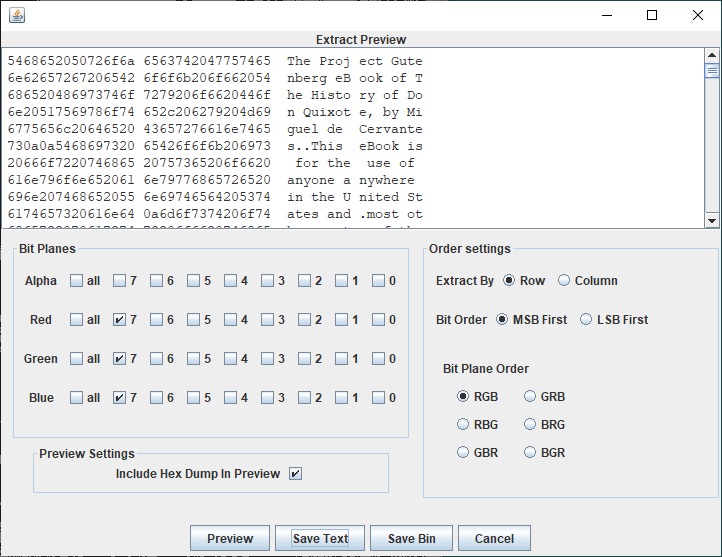 Extract Preview
5468652050726f6a 6563742047757465 The Proj ect Gute
6e62657267206542 6f6f6b206f662054 nberg eB ook of T
686520486973746f 7279206f6620446f he Histo ry of Do
6e20517569786f74 652c206279204d69 n Quixot e, by Mi
6775656c20646520 43657276616e7465 guel de  Cervante
730a0a5468697320 65426f6f6b206973 s..This  eBook is
20666f7220746865 20757365206f6620  for the  use of 
616e796f6e652061 6e79776865726520 anyone a nywhere 
696e207468652055 6e69746564205374 in the U nited St
6174657320616e64 0a6d6f7374206f74 ates and .most ot
Bit Planes
Alpha all 7 6 5 4 3 2 1 0
Red all 7 6 5 4 3 2 1 0
Green all 7 6 5 4 3 2 1 0
Blue all 7 6 5 4 3 2 1 0
Preview Settings
Include Hex Dump In Preview
Order settings
Extract By Row Column
Bit Order MSB First LSB First
Bit Plane Order
RGB GRB
RBG BRG
GBR BGR
Preview Save Text Save Bin Cancel